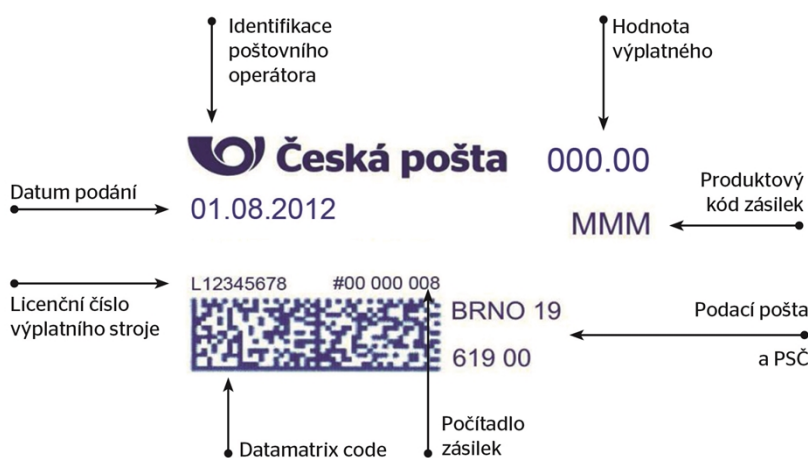 Identifikace
poštovního
operátora
Hodnota
výplatného
Česká pošta
000.00
Datum podání
01.08.2012
Produktový
kód zásilek
MMM
L12345678
#00 000 008
Licenční číslo
výplatního stroje
BRNO 19
619 00
Podací pošta
a PSČ
Datamatrix code
Počítadlo
zásilek